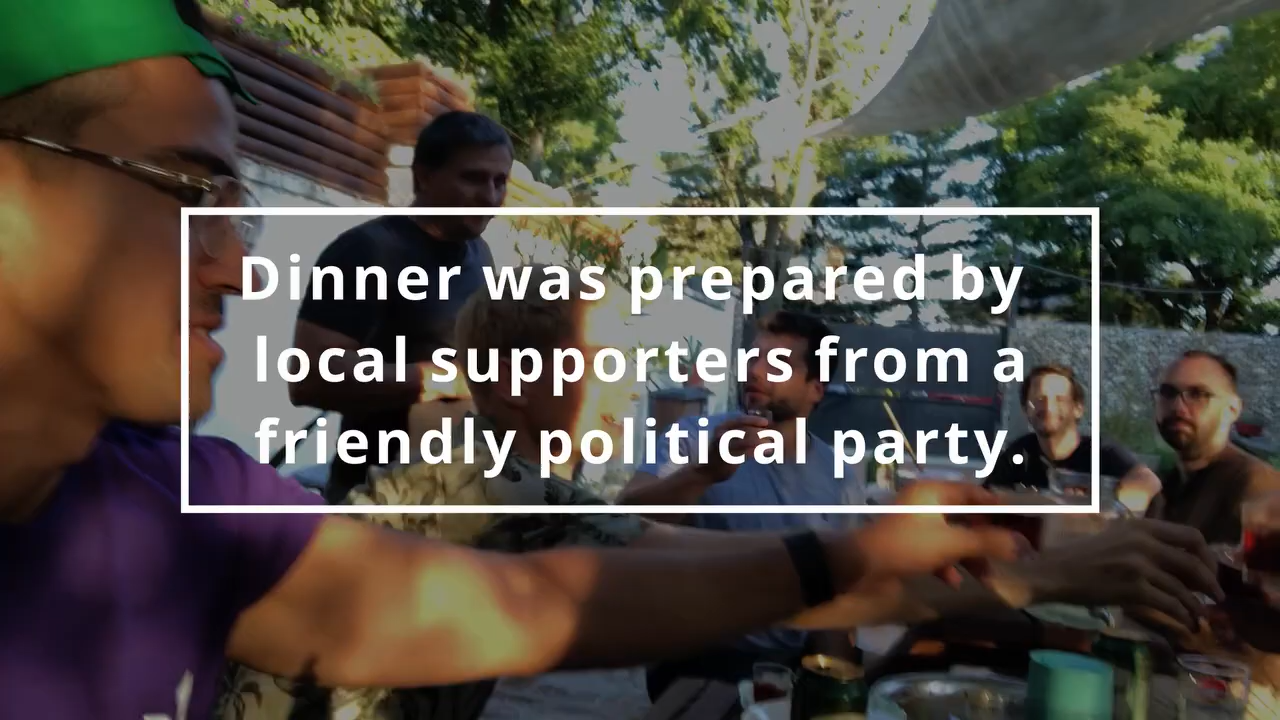 Dinner was prepared by
local supporters from a
friendly political party.